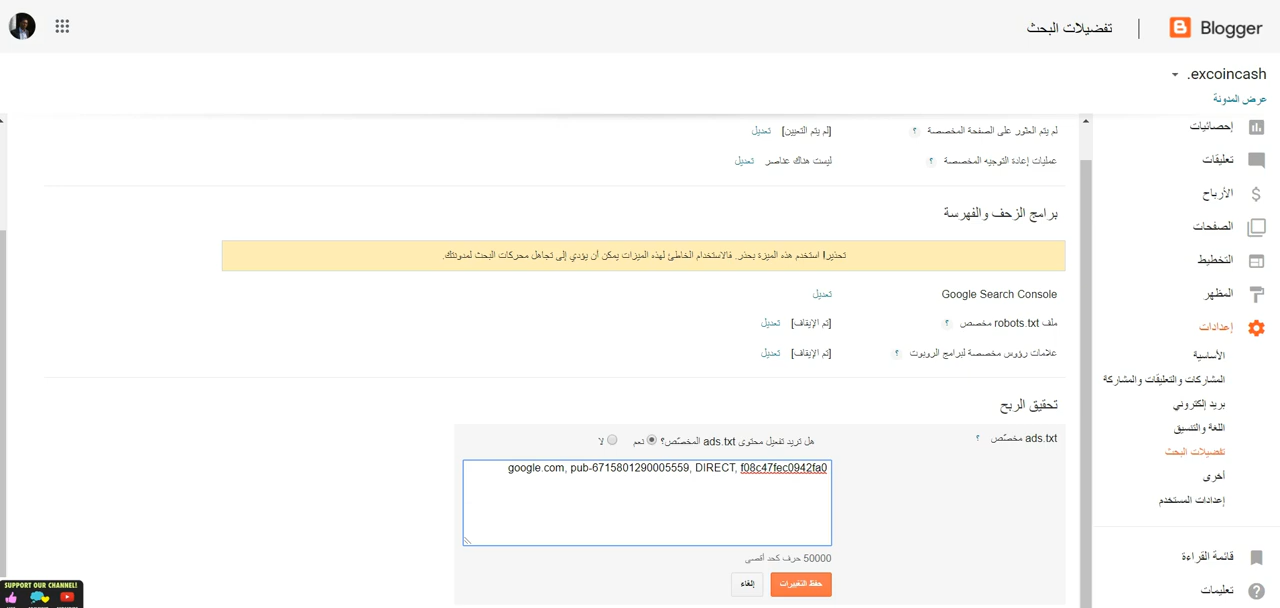 Blogger
تفضيلات البحث
excoincash.
عرض المدونة
إحصائيات
تعليقات
الأرباح
الصفحات
التخطيط
المظهر
إعدادات
الأساسية
المشاركات والتعليقات والمشاركة
بريد إلكتروني
اللغة والتنسيق
تفضيلات البحث
أخرى
إعدادات المستخدم
قائمة القراءة
تعليمات
لم يتم العثور على الصفحة المخصصة ؟ [لم يتم التعيين] تعديل
عمليات إعادة التوجيه المخصصة ؟ ليست هناك عناصر تعديل
برامج الزحف والفهرسة
تحذير! استخدم هذه الميزة بحذر. فالاستخدام الخاطئ لهذه الميزات يمكن أن يؤدي إلى تجاهل محركات البحث لمدونتك.
Google Search Console تعديل
ملف robots.txt مخصص ؟ [تم الإيقاف] تعديل
علامات رؤوس مخصصة لبرامج الروبوت ؟ [تم الإيقاف] تعديل
تحقيق الربح
ads.txt مخصّص ؟ هل تريد تفعيل محتوى ads.txt المخصّص؟ نعم لا
google.com, pub-6715801290005559, DIRECT, f08c47fec0942fa0
50000 حرف كحد أقصى
حفظ التغييرات إلغاء
SUPPORT OUR CHANNEL!